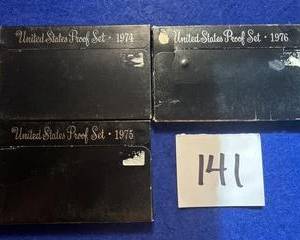 United States Proof Set · 1974
United States Proof Set · 1976
United States Proof Set · 1975
141